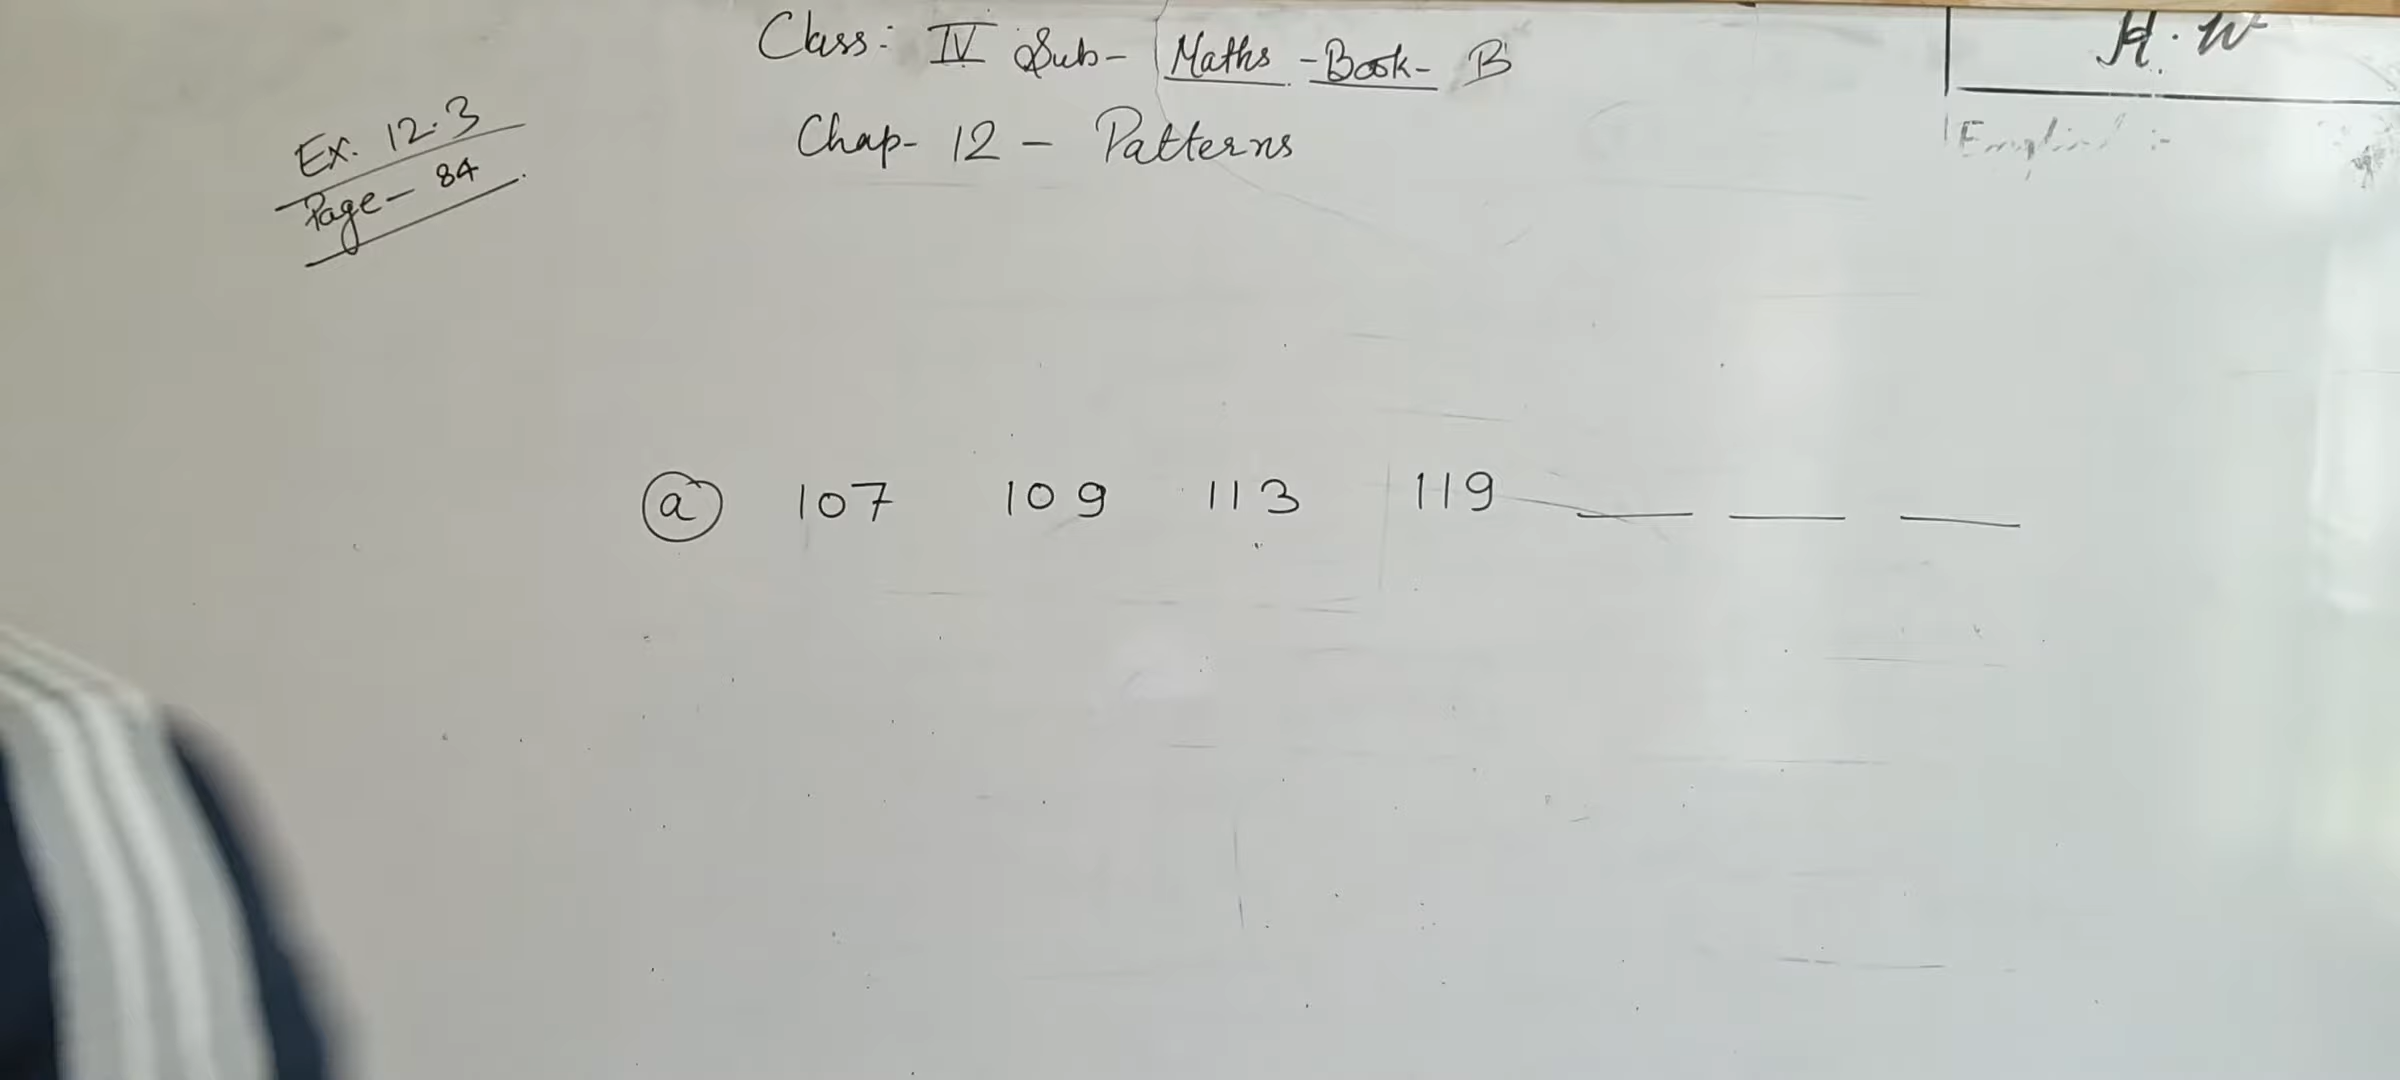 Class: IV Sub- Maths - Book - B
H.W
Chap- 12 - Patterns
English :-
Ex. 12.3
Page - 84
(a) 107 109 113 119 ___ ___ ___